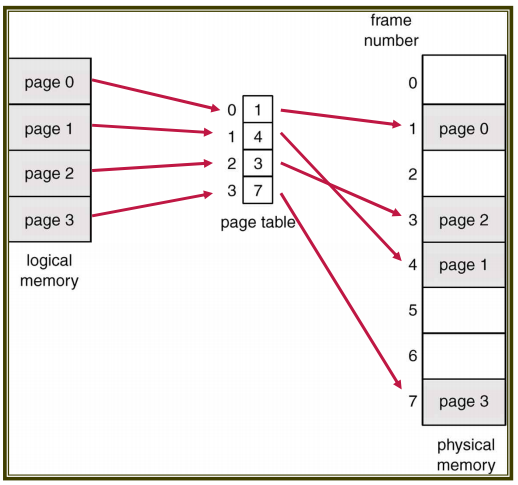 frame
number
page 0
page 1
page 2
page 3
logical
memory
0 1
1 4
2 3
3 7
page table
0
1 page 0
2
3 page 2
4 page 1
5
6
7 page 3
physical
memory